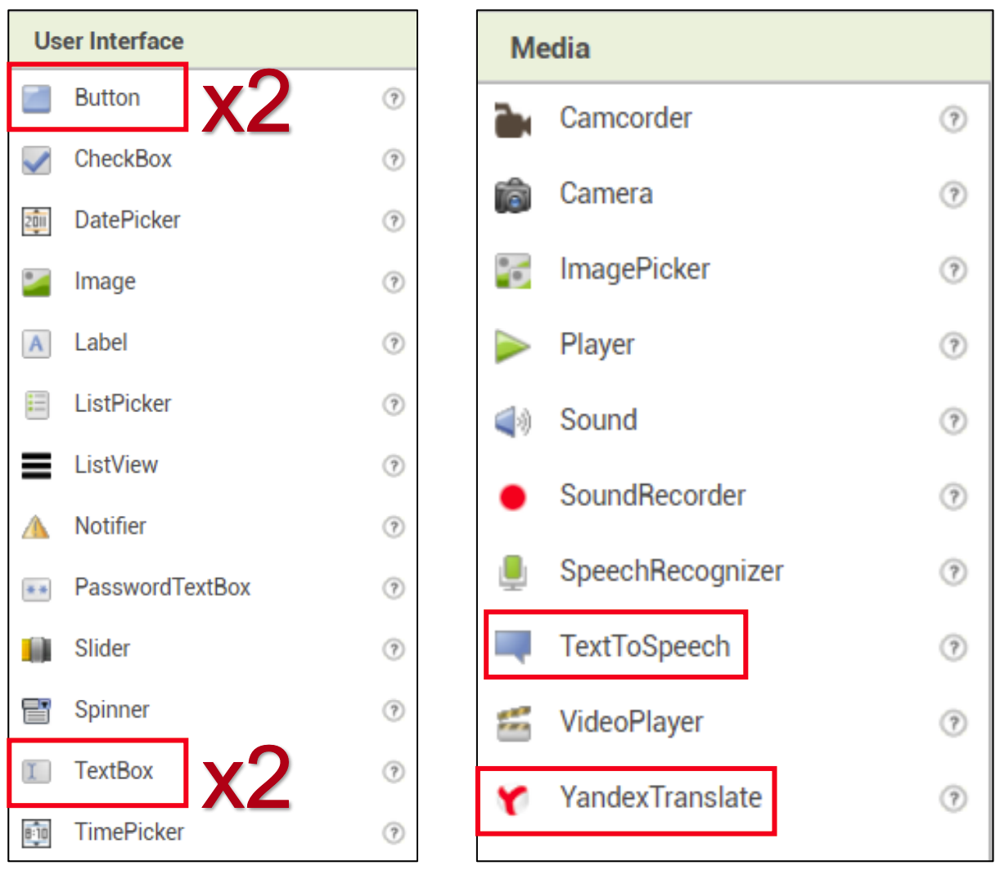 User Interface
Button
x2
CheckBox
DatePicker
Image
Label
ListPicker
ListView
Notifier
PasswordTextBox
Slider
Spinner
TextBox
x2
TimePicker
Media
Camcorder
Camera
ImagePicker
Player
Sound
SoundRecorder
SpeechRecognizer
TextToSpeech
VideoPlayer
YandexTranslate